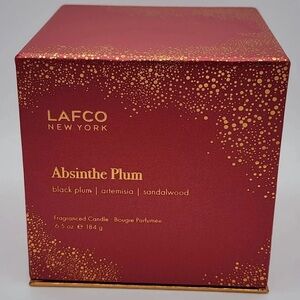 LAFCO
NEW YORK
Absinthe Plum
black plum | artemisia | sandalwood
Fragranced Candle · Bougie Parfumée
6.5 oz ℮ 184 g